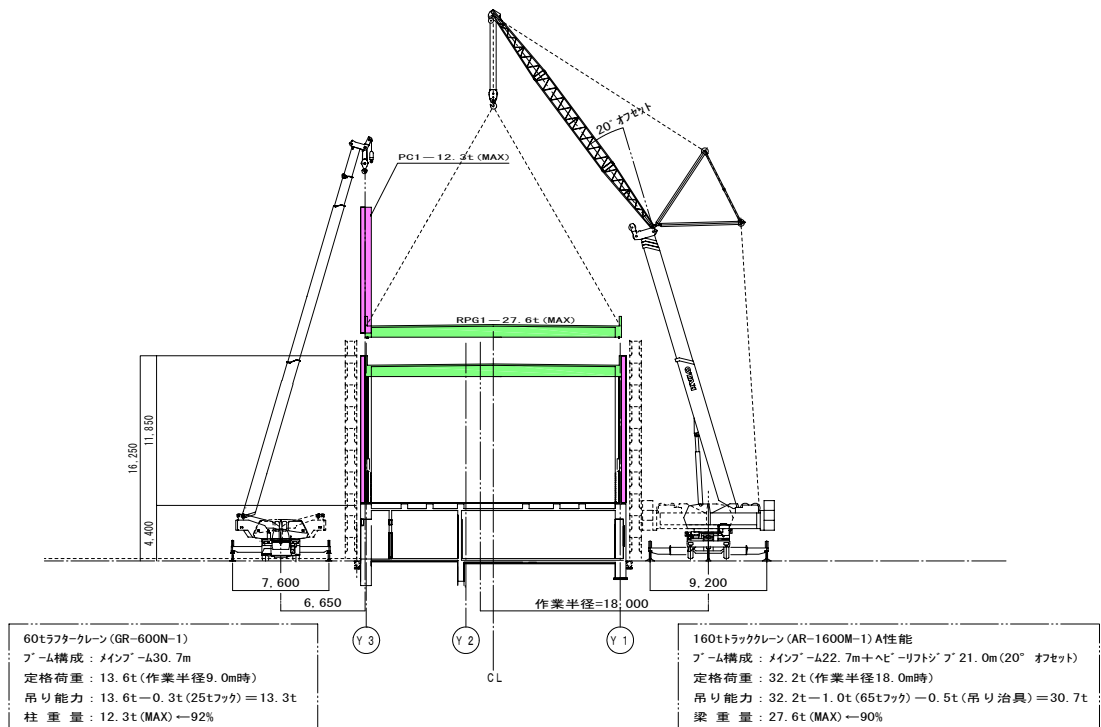 20°オフセット
PC1－12.3t(MAX)
RPG1－27.6t(MAX)
16,250
11,850
4,400
7,600
6,650
作業半径=18,000
9,200
Y3
Y2
Y1
CL
60tラフタークレーン(GR-600N-1)
ブーム構成：メインブーム30.7m
定格荷重：13.6t(作業半径9.0m時)
吊り能力：13.6t－0.3t(25tフック)＝13.3t
柱 重 量：12.3t(MAX)←92%
160tトラッククレーン(AR-1600M-1)A性能
ブーム構成：メインブーム22.7m＋ヘビーリフトジブ21.0m(20° オフセット)
定格荷重：32.2t(作業半径18.0m時)
吊り能力：32.2t－1.0t(65tフック)－0.5t(吊り治具)＝30.7t
梁 重 量：27.6t(MAX)←90%